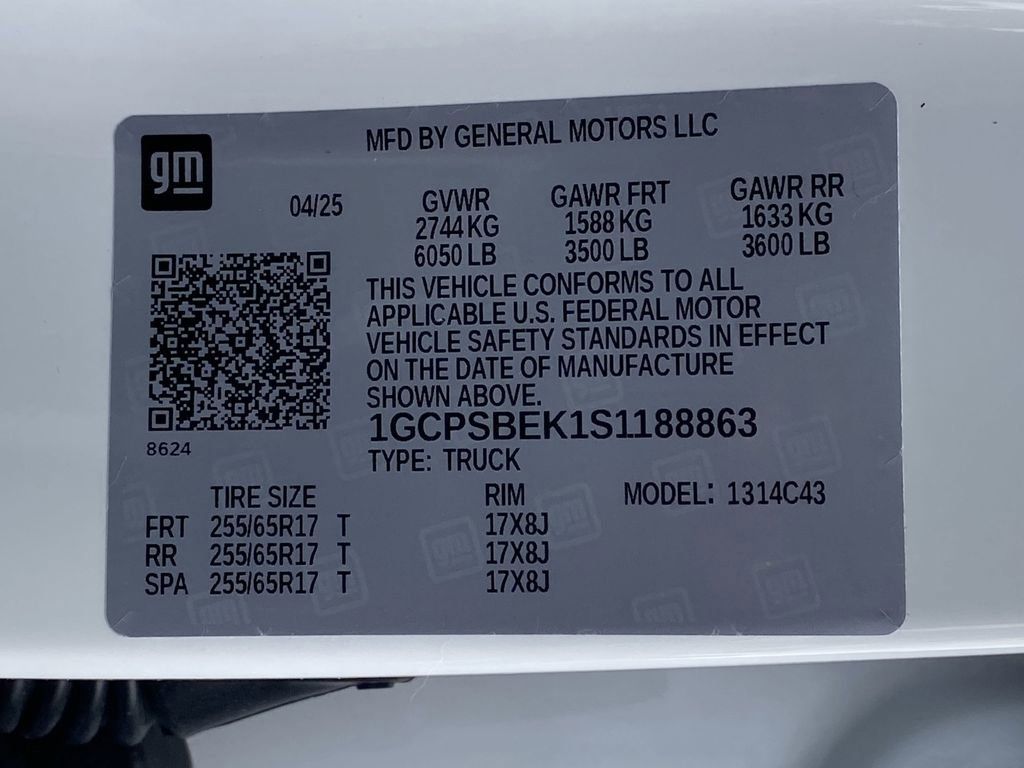 gm
MFD BY GENERAL MOTORS LLC
04/25
GVWR GAWR FRT GAWR RR
2744 KG 1588 KG 1633 KG
6050 LB 3500 LB 3600 LB
THIS VEHICLE CONFORMS TO ALL
APPLICABLE U.S. FEDERAL MOTOR
VEHICLE SAFETY STANDARDS IN EFFECT
ON THE DATE OF MANUFACTURE
SHOWN ABOVE.
1GCPSBEK1S1188863
8624
TYPE: TRUCK
TIRE SIZE RIM MODEL: 1314C43
FRT 255/65R17 T 17X8J
RR 255/65R17 T 17X8J
SPA 255/65R17 T 17X8J